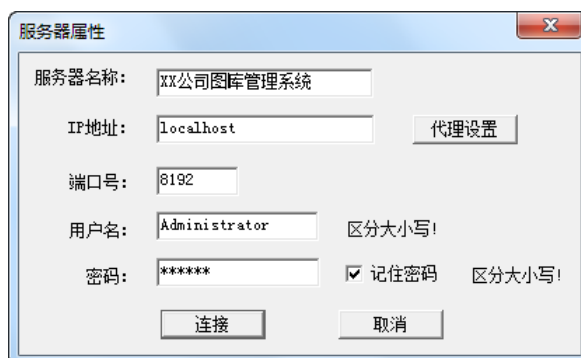 服务器属性
服务器名称: XX公司图库管理系统
IP地址: localhost 代理设置
端口号: 8192
用户名: Administrator 区分大小写!
密码: ****** 记住密码 区分大小写!
连接 取消